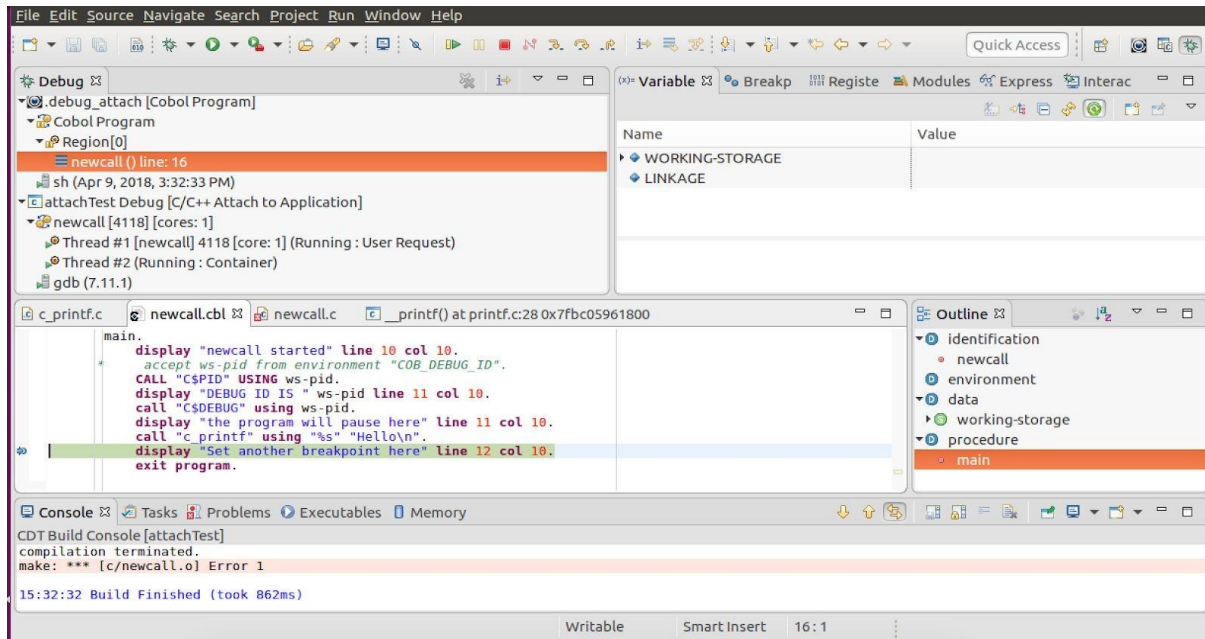 File Edit Source Navigate Search Project Run Window Help
Quick Access
Debug
.debug_attach [Cobol Program]
Cobol Program
Region[0]
newcall () line: 16
sh (Apr 9, 2018, 3:32:33 PM)
attachTest Debug [C/C++ Attach to Application]
newcall [4118] [cores: 1]
Thread #1 [newcall] 4118 [core: 1] (Running : User Request)
Thread #2 (Running : Container)
gdb (7.11.1)
(x)= Variable Breakp Registe Modules Express Interac
Name Value
WORKING-STORAGE
LINKAGE
c_printf.c newcall.cbl newcall.c __printf() at printf.c:28 0x7fbc05961800
main.
display "newcall started" line 10 col 10.
* accept ws-pid from environment "COB_DEBUG_ID".
CALL "C$PID" USING ws-pid.
display "DEBUG ID IS " ws-pid line 11 col 10.
call "C$DEBUG" using ws-pid.
display "the program will pause here" line 11 col 10.
call "c_printf" using "%s" "Hello\n".
display "Set another breakpoint here" line 12 col 10.
exit program.
Outline
identification
newcall
environment
data
working-storage
procedure
main
Console Tasks Problems Executables Memory
CDT Build Console [attachTest]
compilation terminated.
make: *** [c/newcall.o] Error 1
15:32:32 Build Finished (took 862ms)
Writable Smart Insert 16 : 1